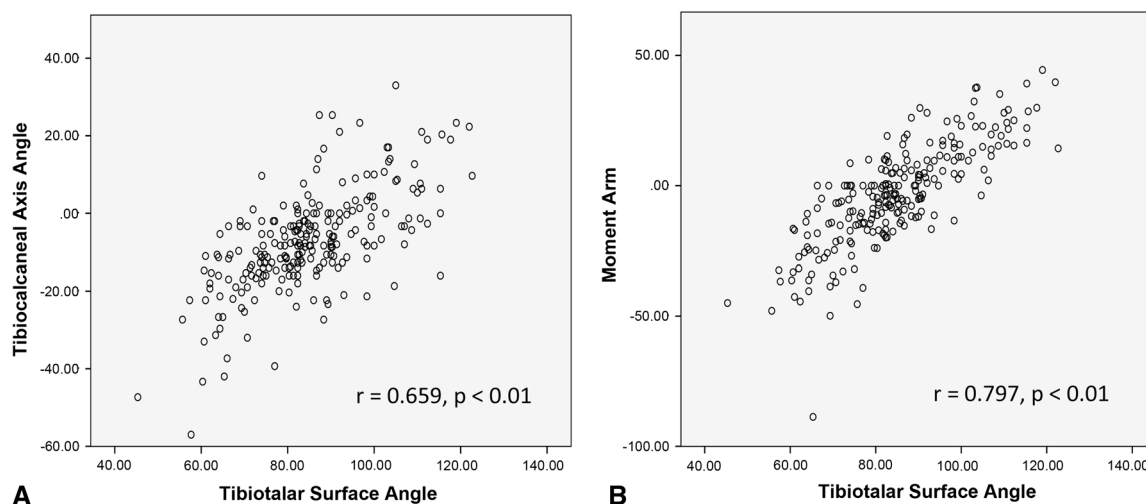 40.00
20.00
.00
-20.00
-40.00
-60.00
Tibiocalcaneal Axis Angle
r = 0.659, p < 0.01
40.00 60.00 80.00 100.00 120.00 140.00
Tibiotalar Surface Angle
A
50.00
.00
-50.00
-100.00
Moment Arm
r = 0.797, p < 0.01
40.00 60.00 80.00 100.00 120.00 140.00
Tibiotalar Surface Angle
B